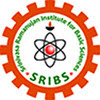 Srinivasa Ramanujan Institute for Basic Sciences
SRIBS